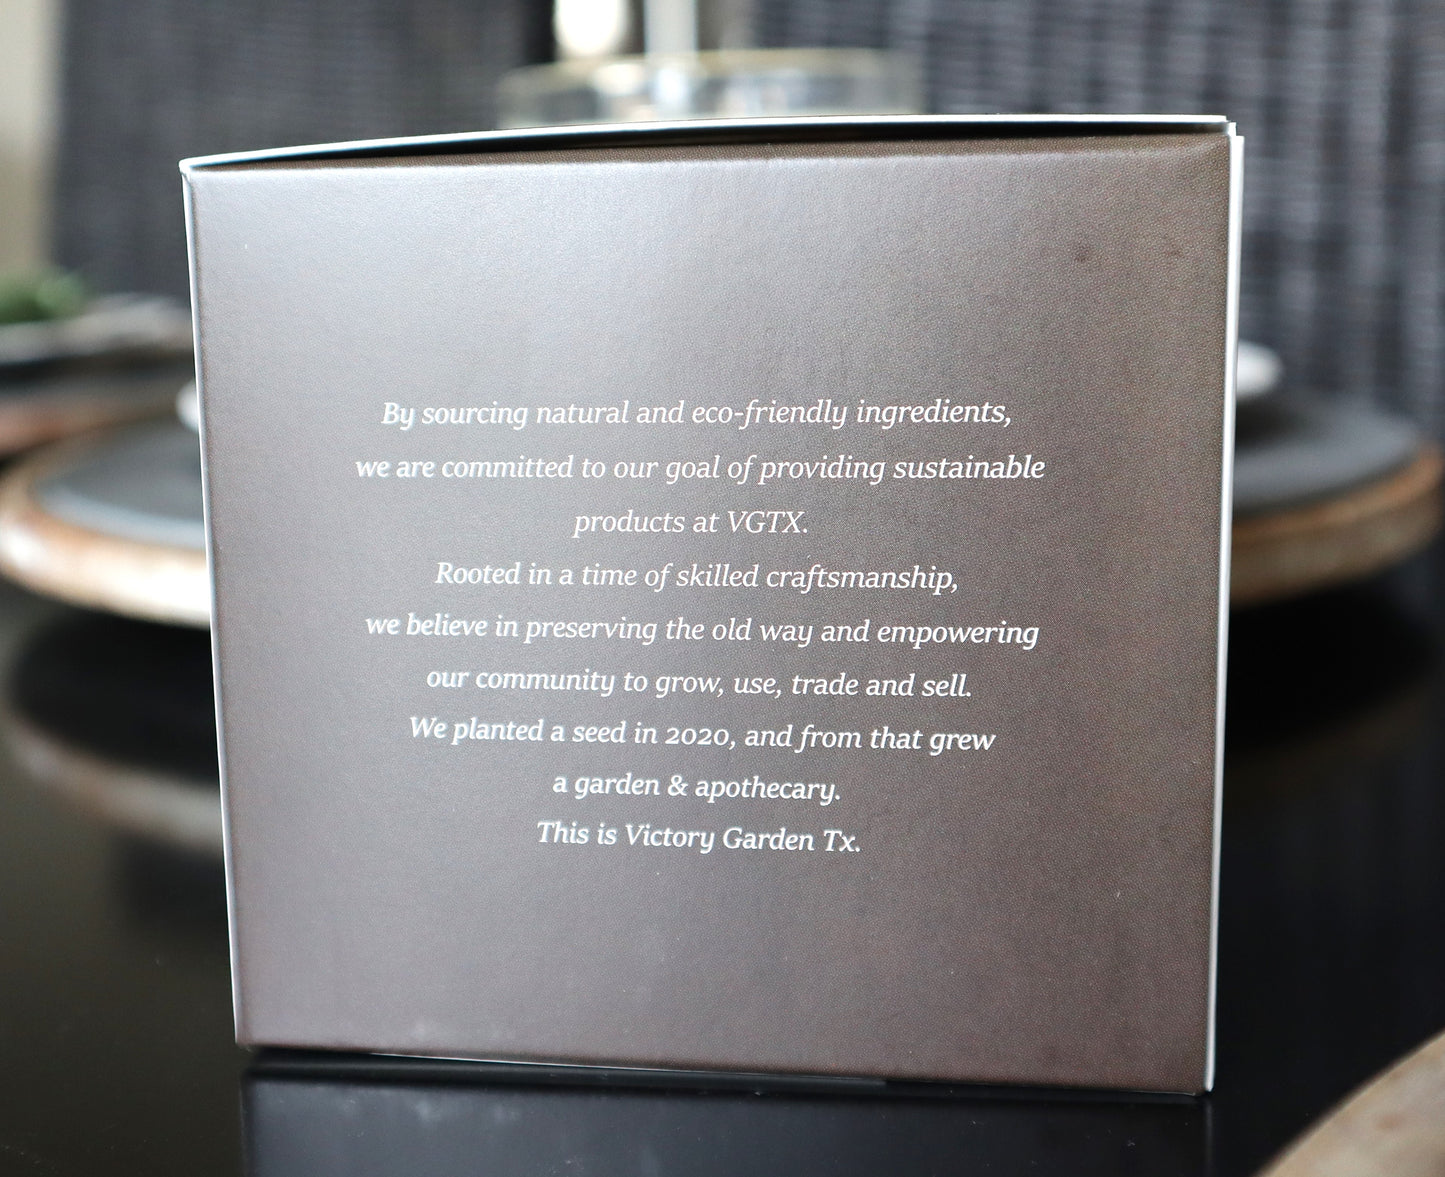 By sourcing natural and eco-friendly ingredients,
we are committed to our goal of providing sustainable
products at VGTX.
Rooted in a time of skilled craftsmanship,
we believe in preserving the old way and empowering
our community to grow, use, trade and sell.
We planted a seed in 2020, and from that grew
a garden & apothecary.
This is Victory Garden Tx.